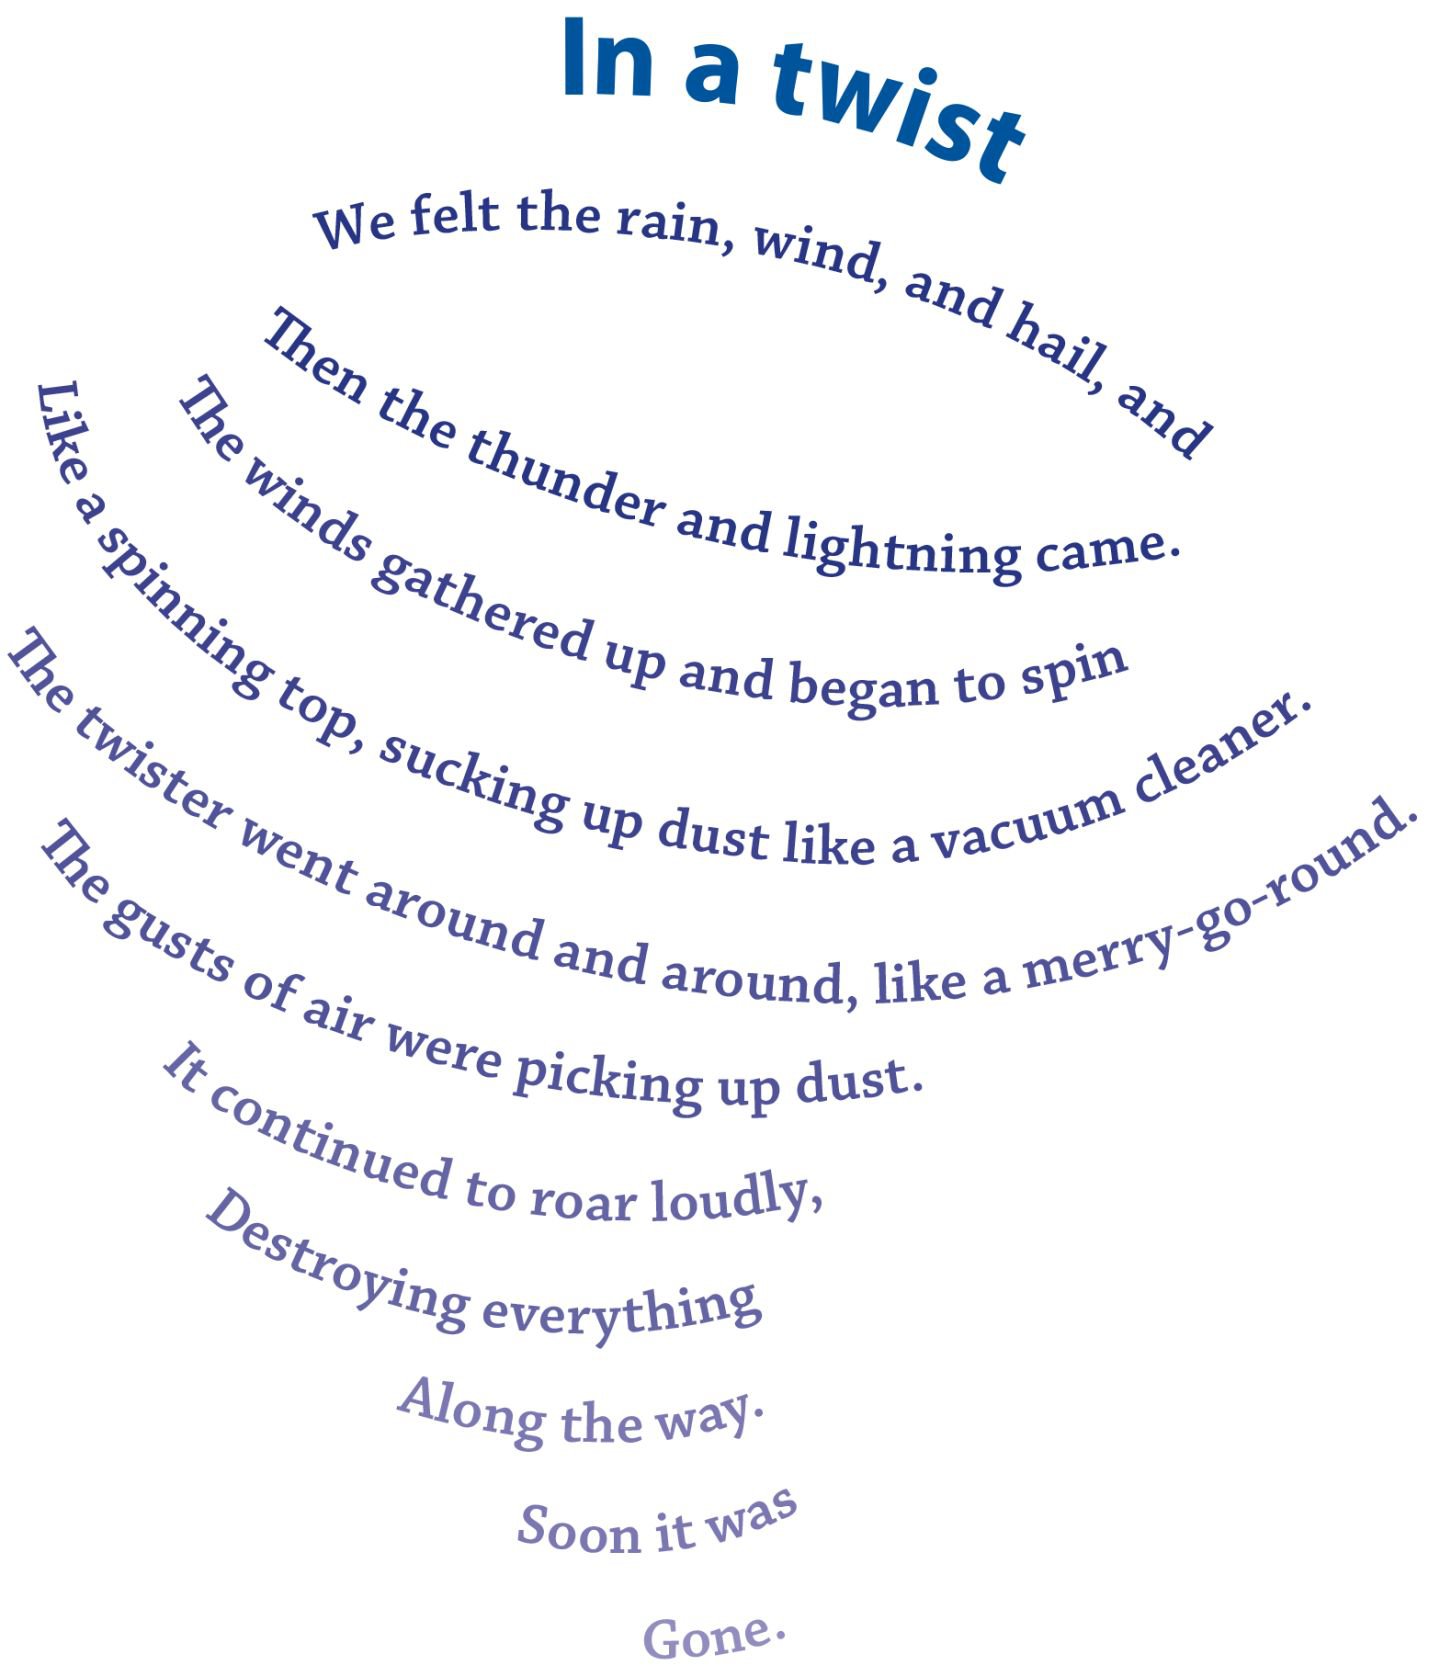 In a twist
We felt the rain, wind, and hail, and
Then the thunder and lightning came.
The winds gathered up and began to spin
Like a spinning top, sucking up dust like a vacuum cleaner.
The twister went around and around, like a merry-go-round.
The gusts of air were picking up dust.
It continued to roar loudly,
Destroying everything
Along the way.
Soon it was
Gone.